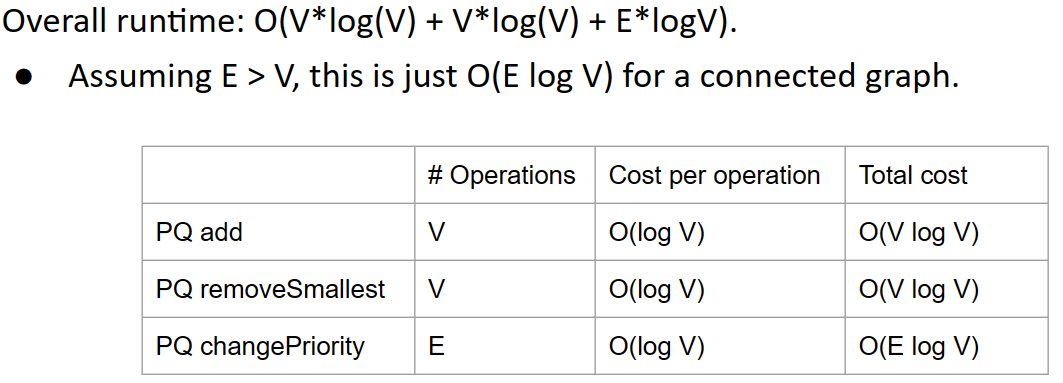 Overall runtime: O(V*log(V) + V*log(V) + E*logV).
● Assuming E > V, this is just O(E log V) for a connected graph.
# Operations Cost per operation Total cost
PQ add V O(log V) O(V log V)
PQ removeSmallest V O(log V) O(V log V)
PQ changePriority E O(log V) O(E log V)